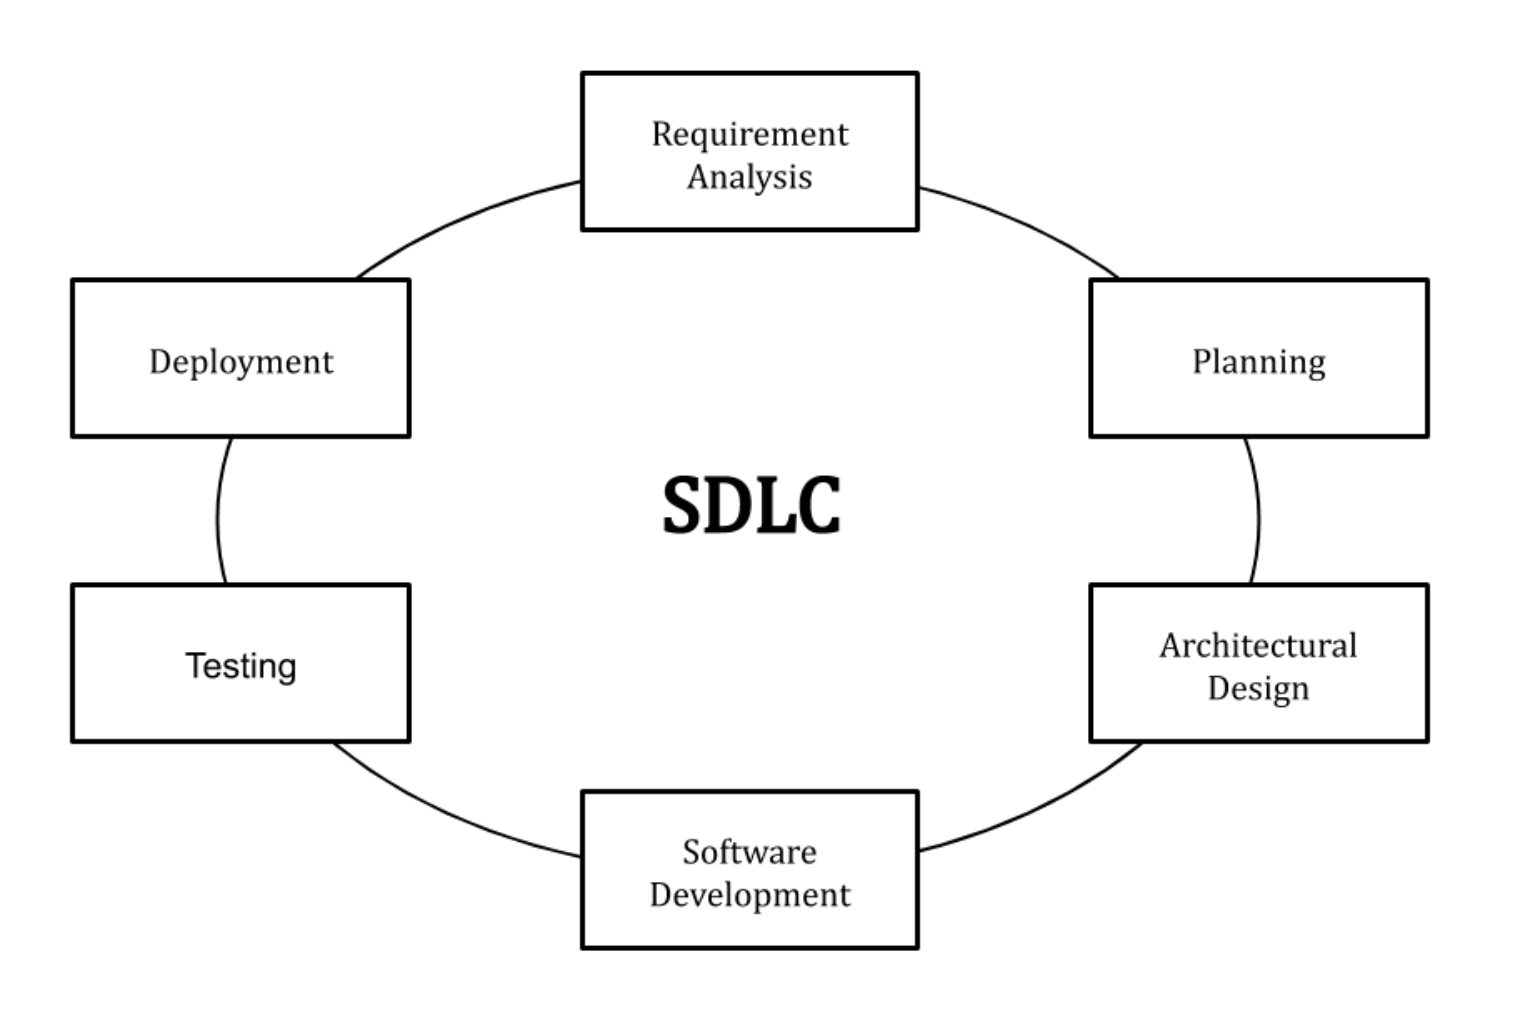 Requirement
Analysis
Deployment
Planning
SDLC
Testing
Architectural
Design
Software
Development